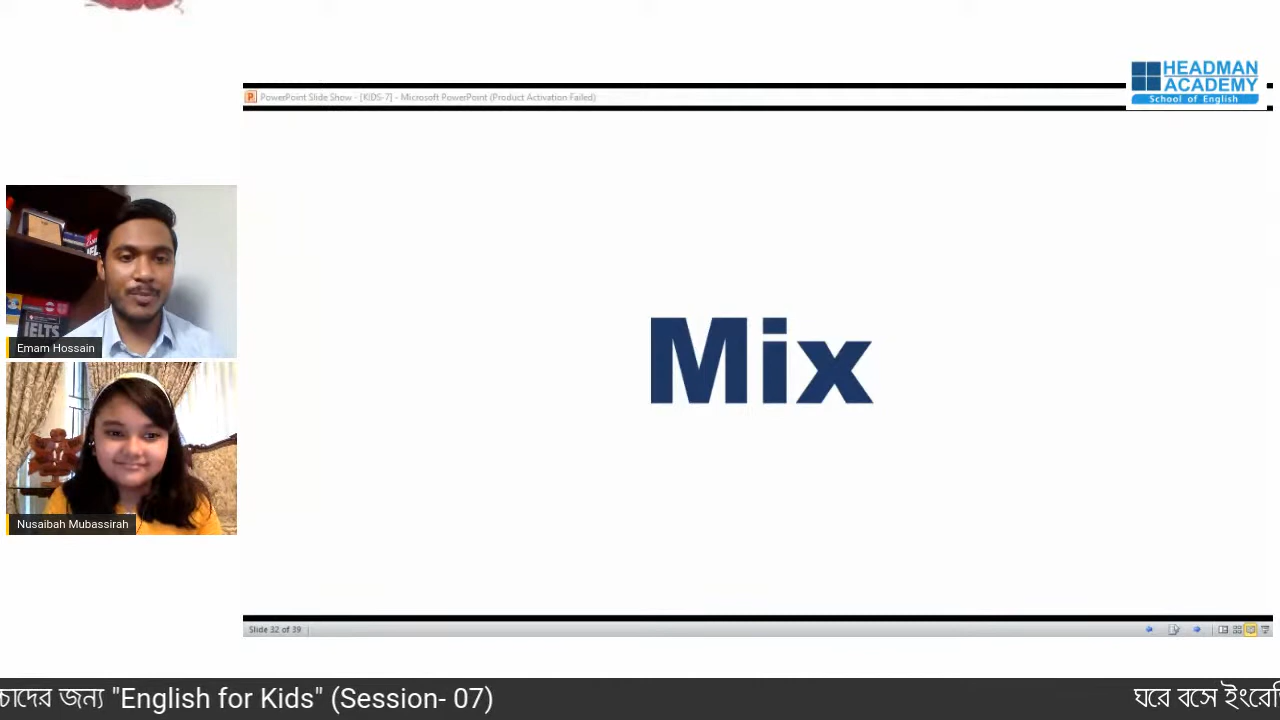 HEADMAN
ACADEMY
School of English
PowerPoint Slide Show - [KIDS-7] - Microsoft PowerPoint (Product Activation Failed)
IELTS
Emam Hossain
Mix
Nusaibah Mubassirah
Slide 32 of 39
চ্চাদের জন্য "English for Kids" (Session- 07)
ঘরে বসে ইংরেজি